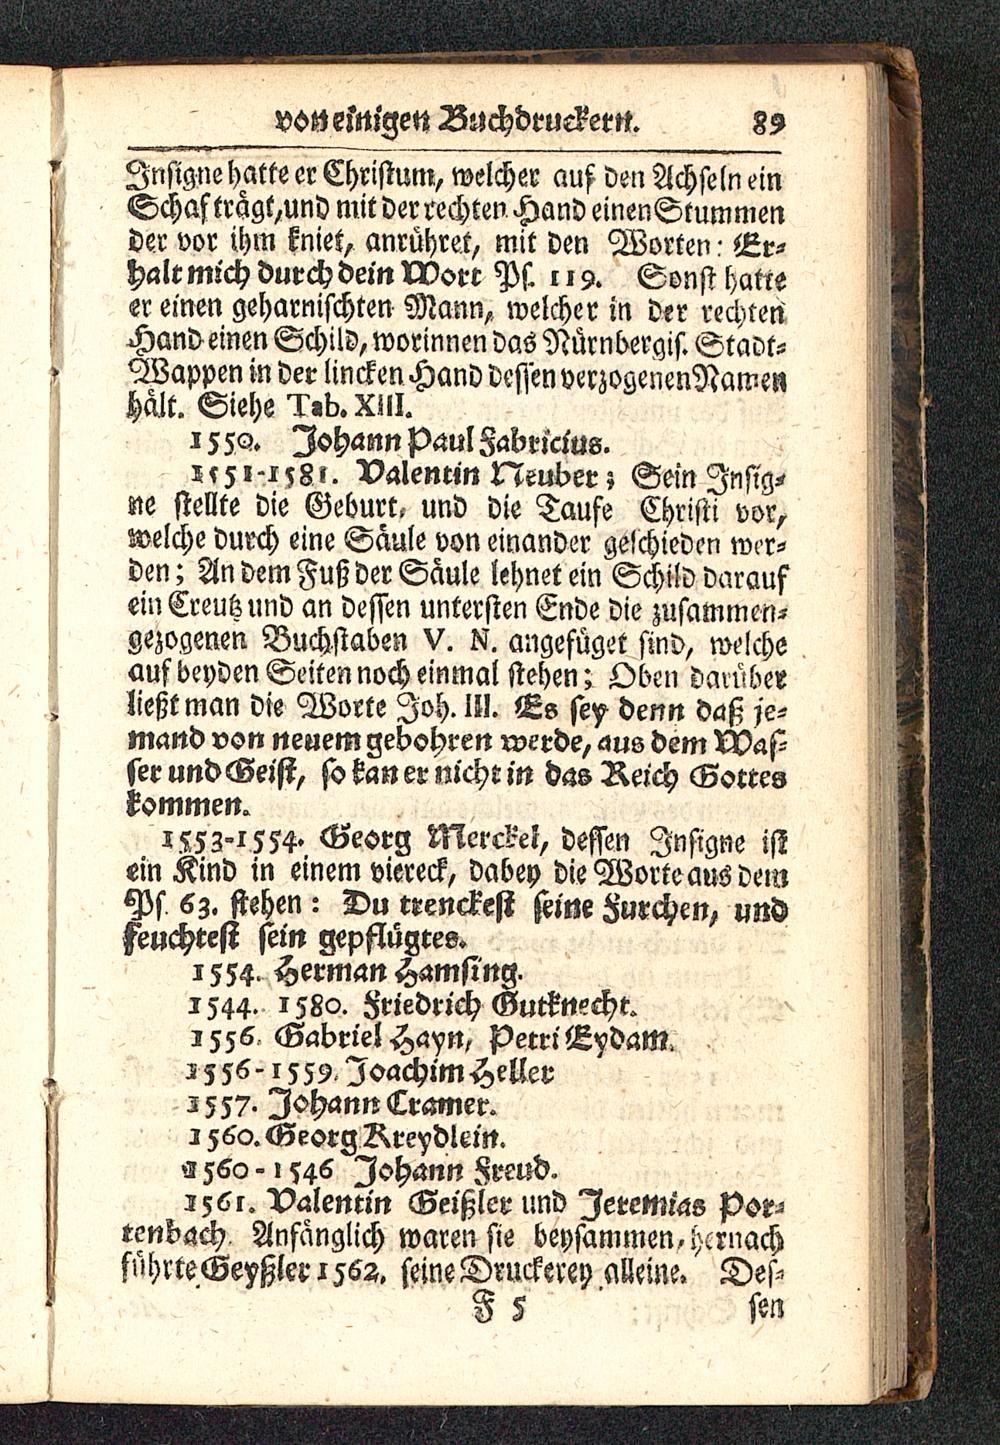 von einigen Buchdruckern. 89
Insigne hatte er Christum, welcher auf den Achseln ein
Schaf trägt, und mit der rechten Hand einen Stummen
der vor ihm kniet, anrühret, mit den Worten: Er-
halt mich durch dein Wort Ps. 119. Sonst hatte
er einen geharnischten Mann, welcher in der rechten
Hand einen Schild, worinnen das Nürnbergis. Stadt-
Wappen in der lincken Hand dessen verzogenen Namen
hält. Siehe Tab. XIII.
1550. Johann Paul Fabricius.
1551-1581. Valentin Neuber; Sein Insig-
ne stellte die Geburt, und die Taufe Christi vor,
welche durch eine Säule von einander geschieden wer-
den; An dem Fuß der Säule lehnet ein Schild darauf
ein Creutz und an dessen untersten Ende die zusammen-
gezogenen Buchstaben V. N. angefüget sind, welche
auf beyden Seiten noch einmal stehen; Oben darüber
ließt man die Worte Joh. III. Es sey denn daß je-
mand von neuem gebohren werde, aus dem Was-
ser und Geist, so kan er nicht in das Reich Gottes
kommen.
1553-1554. Georg Merckel, dessen Insigne ist
ein Kind in einem viereck, dabey die Worte aus dem
Ps. 63. stehen: Du trenckest seine Furchen, und
feuchtest sein gepflügtes.
1554. Herman Hamsing.
1544. 1580. Friedrich Gutknecht.
1556. Gabriel Hayn, Petri Eydam.
1556-1559. Joachim Heller
1557. Johann Cramer.
1560. Georg Kreydlein.
1560-1546 Johann Freud.
1561. Valentin Geißler und Jeremias Por-
tenbach. Anfänglich waren sie beysammen, hernach
führte Geyßler 1562. seine Druckerey alleine. Des-
F 5 sen